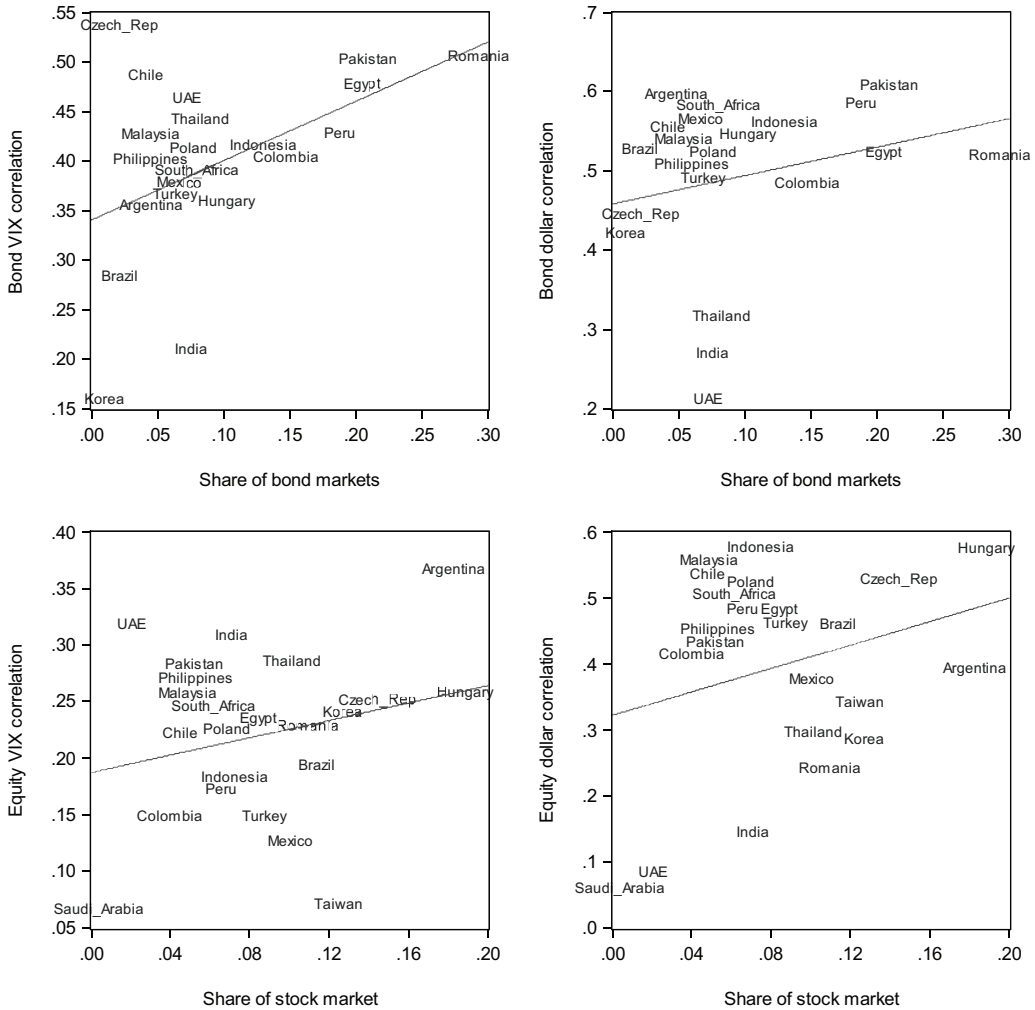 .55
.50
.45
.40
.35
.30
.25
.20
.15
Bond VIX correlation
Czech_Rep
Pakistan
Romania
Chile
Egypt
UAE
Thailand
Malaysia
Peru
Poland
Indonesia
Philippines
Colombia
South_Africa
Mexico
Turkey
Argentina
Hungary
Brazil
India
Korea
.00 .05 .10 .15 .20 .25 .30
Share of bond markets
.7
.6
.5
.4
.3
.2
Bond dollar correlation
Pakistan
Argentina
South_Africa
Peru
Mexico
Indonesia
Chile
Hungary
Malaysia
Brazil
Poland
Egypt
Romania
Philippines
Turkey
Colombia
Czech_Rep
Korea
Thailand
India
UAE
.00 .05 .10 .15 .20 .25 .30
Share of bond markets
.40
.35
.30
.25
.20
.15
.10
.05
Equity VIX correlation
Argentina
UAE
India
Pakistan
Thailand
Philippines
Malaysia
Hungary
Czech_Rep
South_Africa
Korea
Egypt
Romania
Poland
Chile
Brazil
Indonesia
Peru
Colombia
Turkey
Mexico
Taiwan
Saudi_Arabia
.00 .04 .08 .12 .16 .20
Share of stock market
.6
.5
.4
.3
.2
.1
.0
Equity dollar correlation
Indonesia
Hungary
Malaysia
Chile
Czech_Rep
Poland
South_Africa
Peru
Egypt
Turkey
Brazil
Philippines
Pakistan
Colombia
Argentina
Mexico
Taiwan
Thailand
Korea
Romania
India
UAE
Saudi_Arabia
.00 .04 .08 .12 .16 .20
Share of stock market